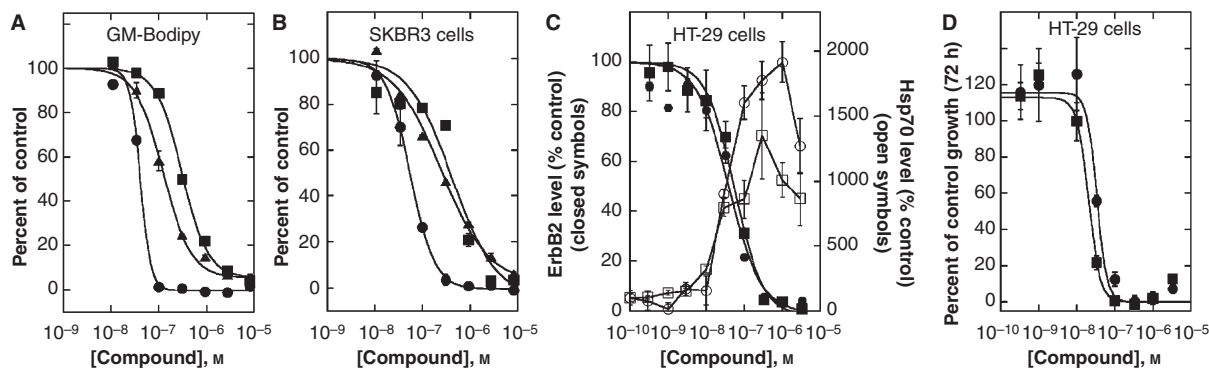 A
GM-Bodipy
Percent of control
100
80
60
40
20
0
10⁻⁹ 10⁻⁸ 10⁻⁷ 10⁻⁶ 10⁻⁵
[Compound], M
B
SKBR3 cells
Percent of control
100
80
60
40
20
0
10⁻⁹ 10⁻⁸ 10⁻⁷ 10⁻⁶ 10⁻⁵
[Compound], M
C
HT-29 cells
ErbB2 level (% control)
(closed symbols)
100
80
60
40
20
0
2000
1500
1000
500
0
Hsp70 level (% control)
(open symbols)
10⁻¹⁰ 10⁻⁹ 10⁻⁸ 10⁻⁷ 10⁻⁶ 10⁻⁵
[Compound], M
D
HT-29 cells
Percent of control growth (72 h)
120
100
80
60
40
20
0
10⁻¹⁰ 10⁻⁹ 10⁻⁸ 10⁻⁷ 10⁻⁶ 10⁻⁵
[Compound], M